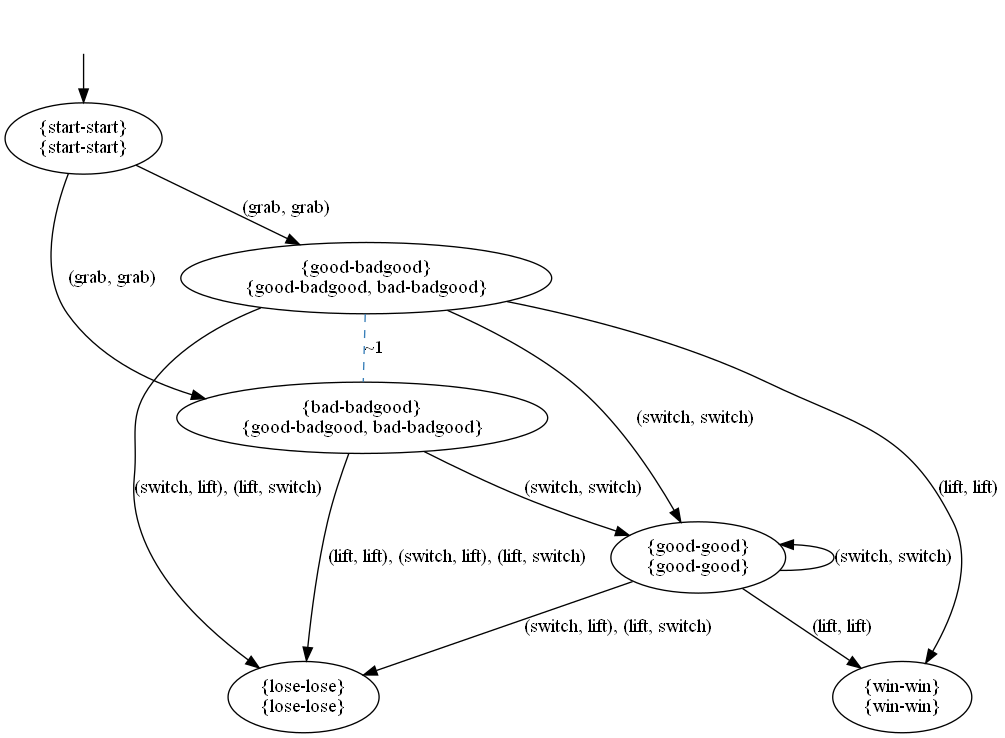 {start-start}
{start-start}
(grab, grab)
(grab, grab)
{good-badgood}
{good-badgood, bad-badgood}
~1
{bad-badgood}
{good-badgood, bad-badgood}
(switch, switch)
(switch, lift), (lift, switch)
(switch, switch)
(lift, lift)
{good-good}
{good-good}
(lift, lift), (switch, lift), (lift, switch)
(switch, switch)
(switch, lift), (lift, switch)
(lift, lift)
{lose-lose}
{lose-lose}
{win-win}
{win-win}